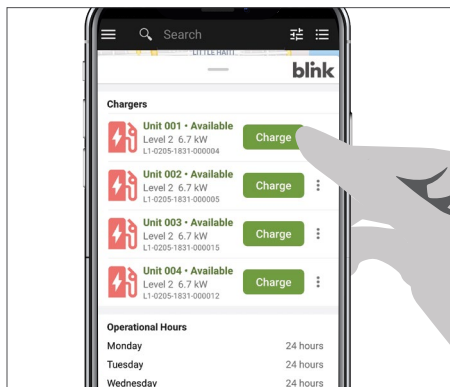 Search
LITTLE HAITI
blink
Chargers
Unit 001 • Available
Level 2 6.7 kW
L1-0205-1831-000004
Charge
Unit 002 • Available
Level 2 6.7 kW
L1-0205-1831-000005
Charge
Unit 003 • Available
Level 2 6.7 kW
L1-0205-1831-000015
Charge
Unit 004 • Available
Level 2 6.7 kW
L1-0205-1831-000012
Charge
Operational Hours
Monday 24 hours
Tuesday 24 hours
Wednesday 24 hours